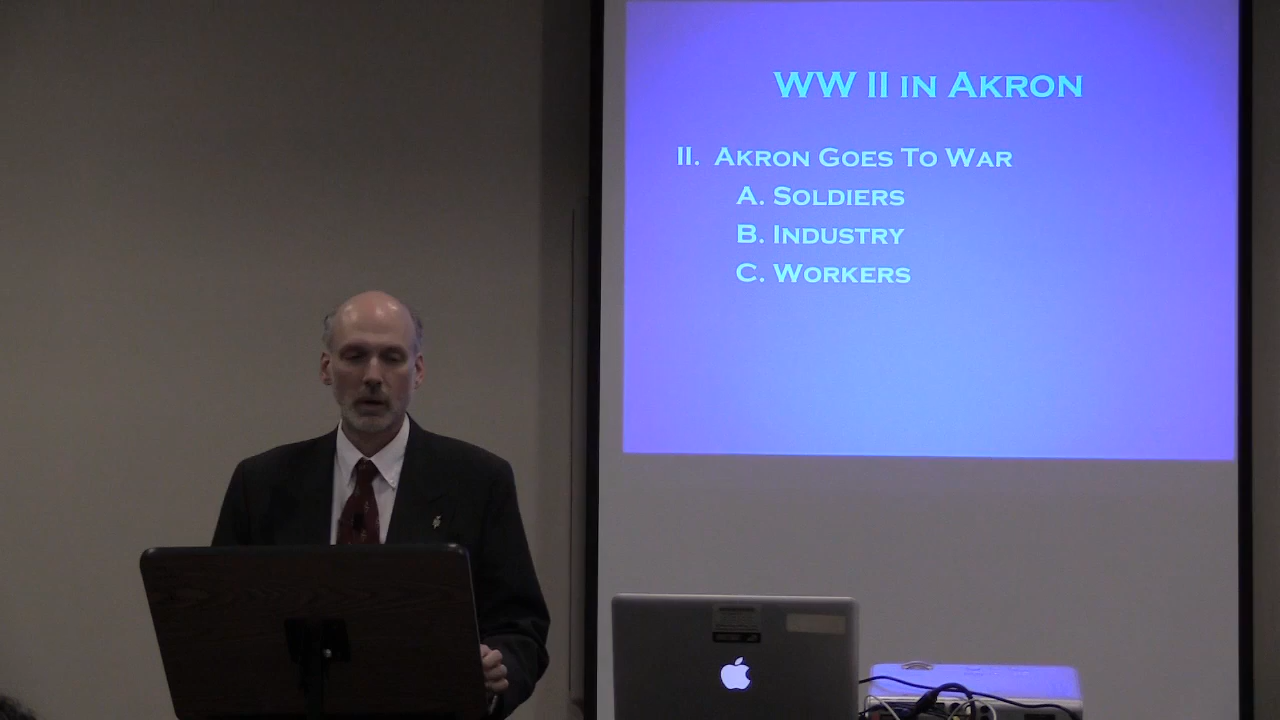 WW II in Akron
II. Akron Goes To War
A. Soldiers
B. Industry
C. Workers